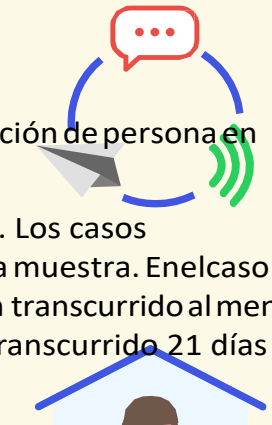 ción de persona en
. Los casos
a muestra. Enelcaso
transcurrido al men
ranscurrido 21 días